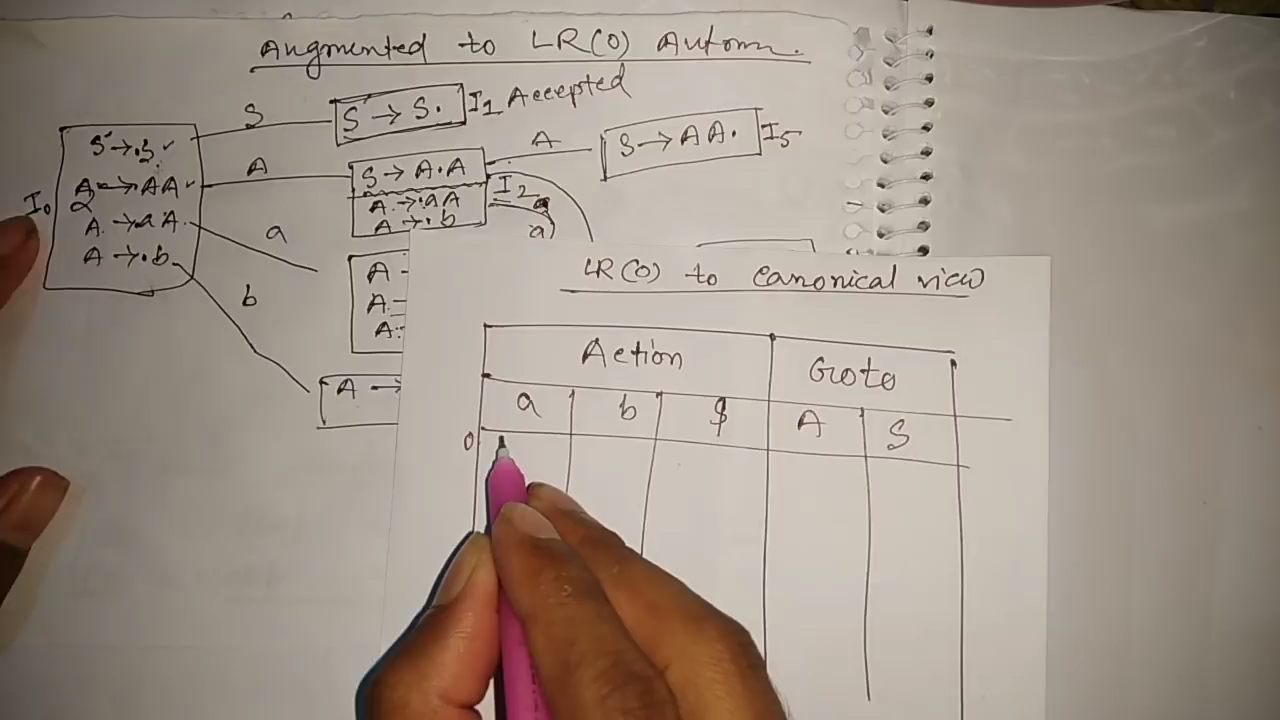 Augmented to LR(0) Autom.
S I1 Accepted
S' → S.
S' → .S ✓
A
S → AA. I5
A
S → A.A
→ .AA ✓
I0
I2
A → .aA
A → .b
a
A → .aA
a
A → .b
b
A
A
A
A →
LR(0) to canonical view
Action Goto
a b $ A S
0